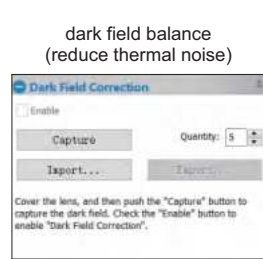 dark field balance
(reduce thermal noise)
Dark Field Correction
Enable
Capture
Quantity: 5
Import...
Export...
Cover the lens, and then push the "Capture" button to
capture the dark field. Check the "Enable" button to
enable "Dark Field Correction".